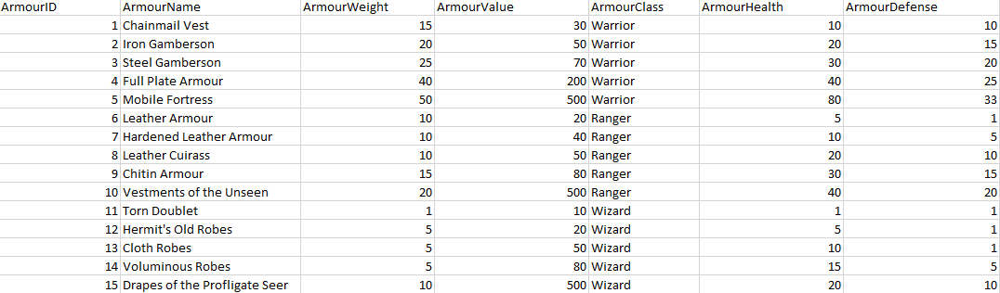 ArmourID ArmourName ArmourWeight ArmourValue ArmourClass ArmourHealth ArmourDefense
1 Chainmail Vest 15 30 Warrior 10 10
2 Iron Gamberson 20 50 Warrior 20 15
3 Steel Gamberson 25 70 Warrior 30 20
4 Full Plate Armour 40 200 Warrior 40 25
5 Mobile Fortress 50 500 Warrior 80 33
6 Leather Armour 10 20 Ranger 5 1
7 Hardened Leather Armour 10 40 Ranger 10 5
8 Leather Cuirass 10 50 Ranger 20 10
9 Chitin Armour 15 80 Ranger 30 15
10 Vestments of the Unseen 20 500 Ranger 40 20
11 Torn Doublet 1 10 Wizard 1 1
12 Hermit's Old Robes 5 20 Wizard 5 1
13 Cloth Robes 5 50 Wizard 10 1
14 Voluminous Robes 5 80 Wizard 15 5
15 Drapes of the Profligate Seer 10 500 Wizard 20 10